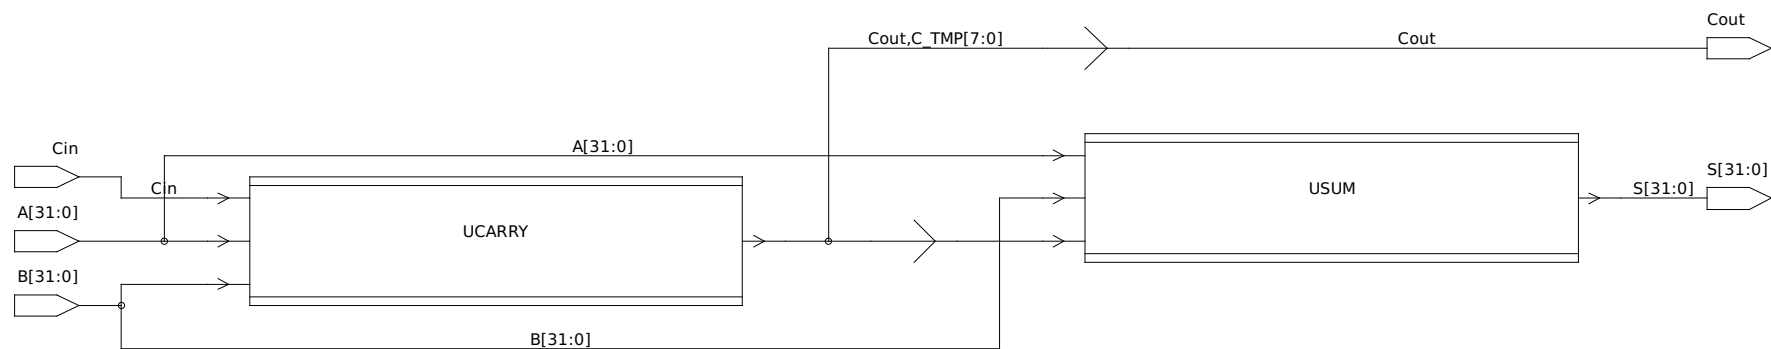 Cout
Cout,C_TMP[7:0]
Cout
Cin
A[31:0]
S[31:0]
Cin
USUM
S[31:0]
A[31:0]
UCARRY
B[31:0]
B[31:0]